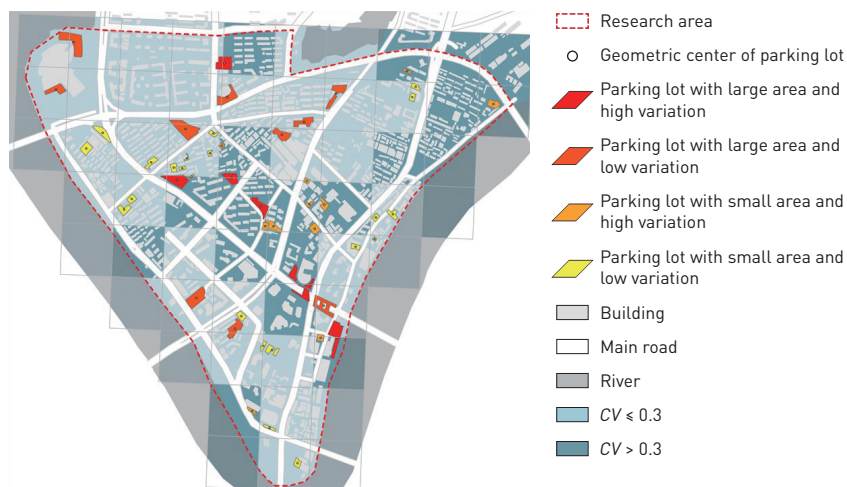 Research area
Geometric center of parking lot
Parking lot with large area and
high variation
Parking lot with large area and
low variation
Parking lot with small area and
high variation
Parking lot with small area and
low variation
Building
Main road
River
CV ≤ 0.3
CV > 0.3